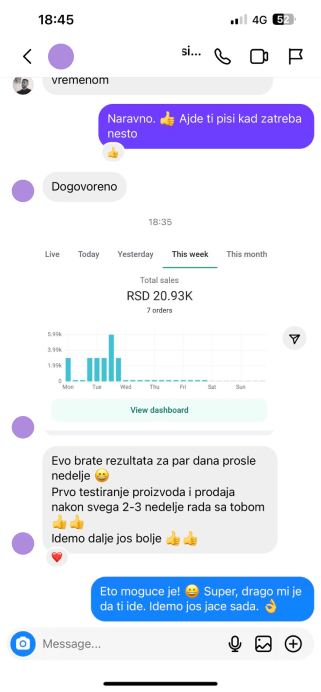 18:45
4G 52
si...
vremenom
Naravno. 👍 Ajde ti pisi kad zatreba
nesto
👍
Dogovoreno
18:35
Live Today Yesterday This week This month
Total sales
RSD 20.93K
7 orders
5.99k
3.99k
1.99k
0
Mon Tue Wed Thu Fri Sat Sun
View dashboard
Evo brate rezultata za par dana prosle
nedelje 😄
Prvo testiranje proizvoda i prodaja
nakon svega 2-3 nedelje rada sa tobom
👍👍
Idemo dalje jos bolje 👍👍
❤️
Eto moguce je! 😄 Super, drago mi je
da ti ide. Idemo jos jace sada. 👌
Message...